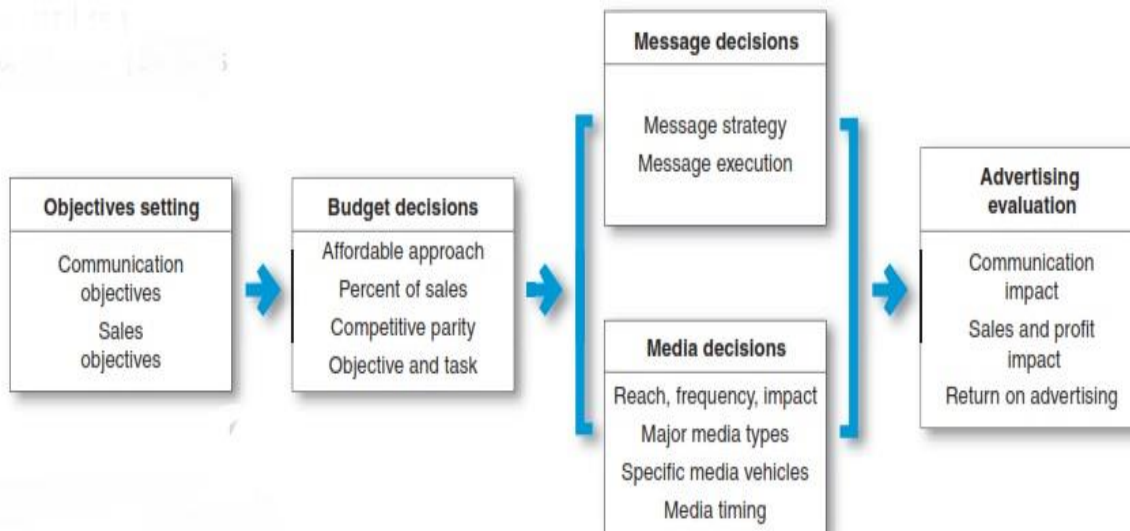 Objectives setting
Communication
objectives
Sales
objectives
Budget decisions
Affordable approach
Percent of sales
Competitive parity
Objective and task
Message decisions
Message strategy
Message execution
Media decisions
Reach, frequency, impact
Major media types
Specific media vehicles
Media timing
Advertising
evaluation
Communication
impact
Sales and profit
impact
Return on advertising